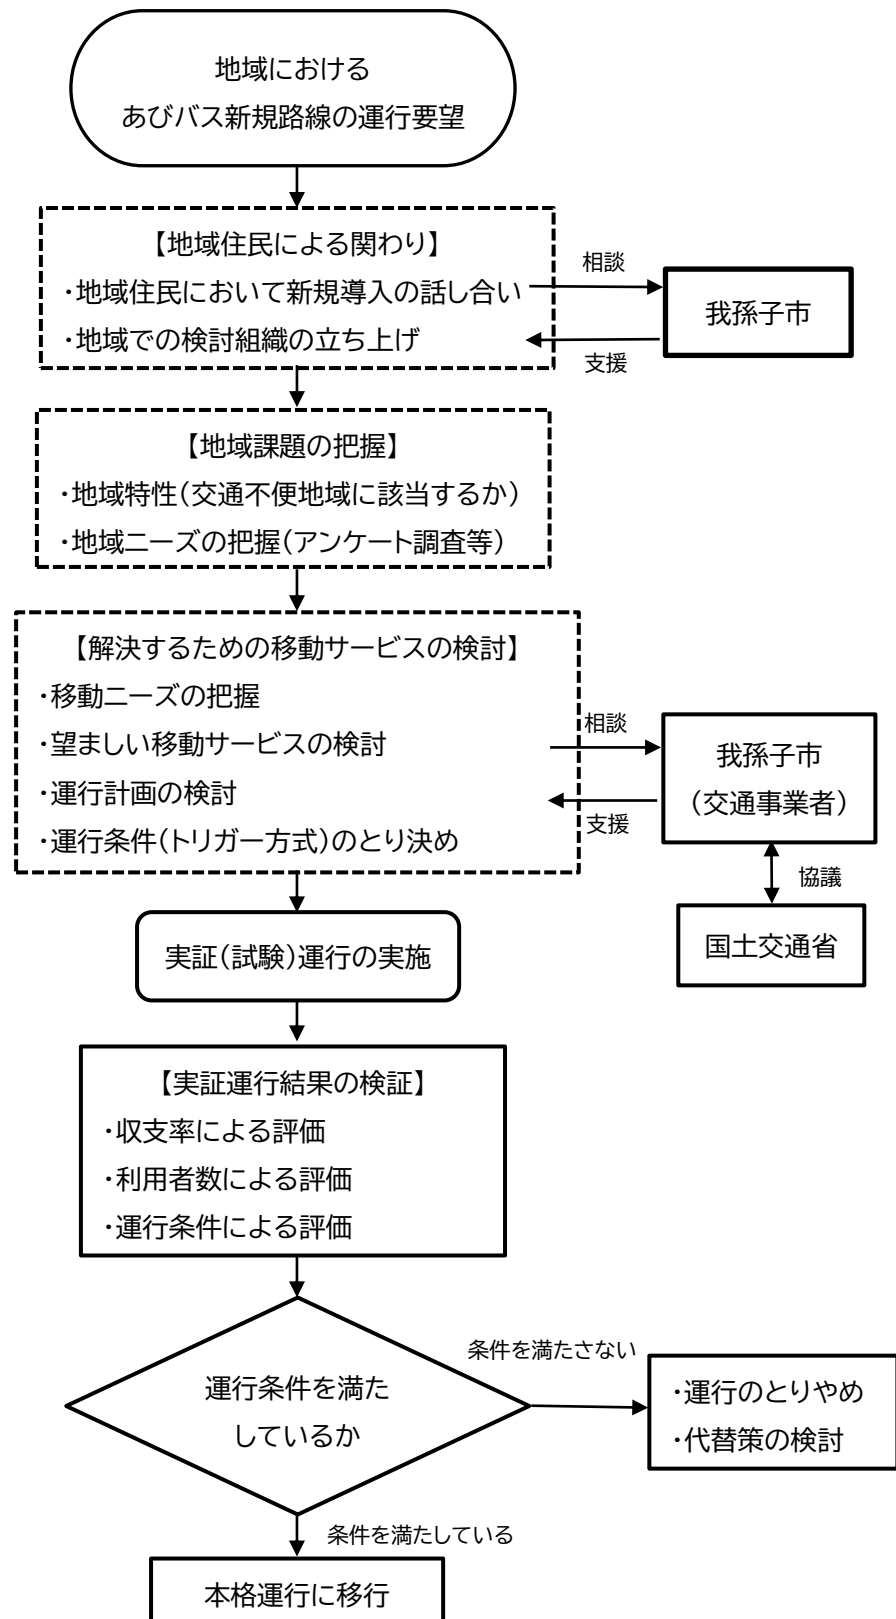 地域における
あびバス新規路線の運行要望
【地域住民による関わり】
・地域住民において新規導入の話し合い
・地域での検討組織の立ち上げ
相談
支援
我孫子市
【地域課題の把握】
・地域特性（交通不便地域に該当するか）
・地域ニーズの把握（アンケート調査等）
【解決するための移動サービスの検討】
・移動ニーズの把握
・望ましい移動サービスの検討
・運行計画の検討
・運行条件（トリガー方式）のとり決め
相談
支援
我孫子市
（交通事業者）
協議
国土交通省
実証（試験）運行の実施
【実証運行結果の検証】
・収支率による評価
・利用者数による評価
・運行条件による評価
運行条件を満た
しているか
条件を満たさない
・運行のとりやめ
・代替策の検討
条件を満たしている
本格運行に移行